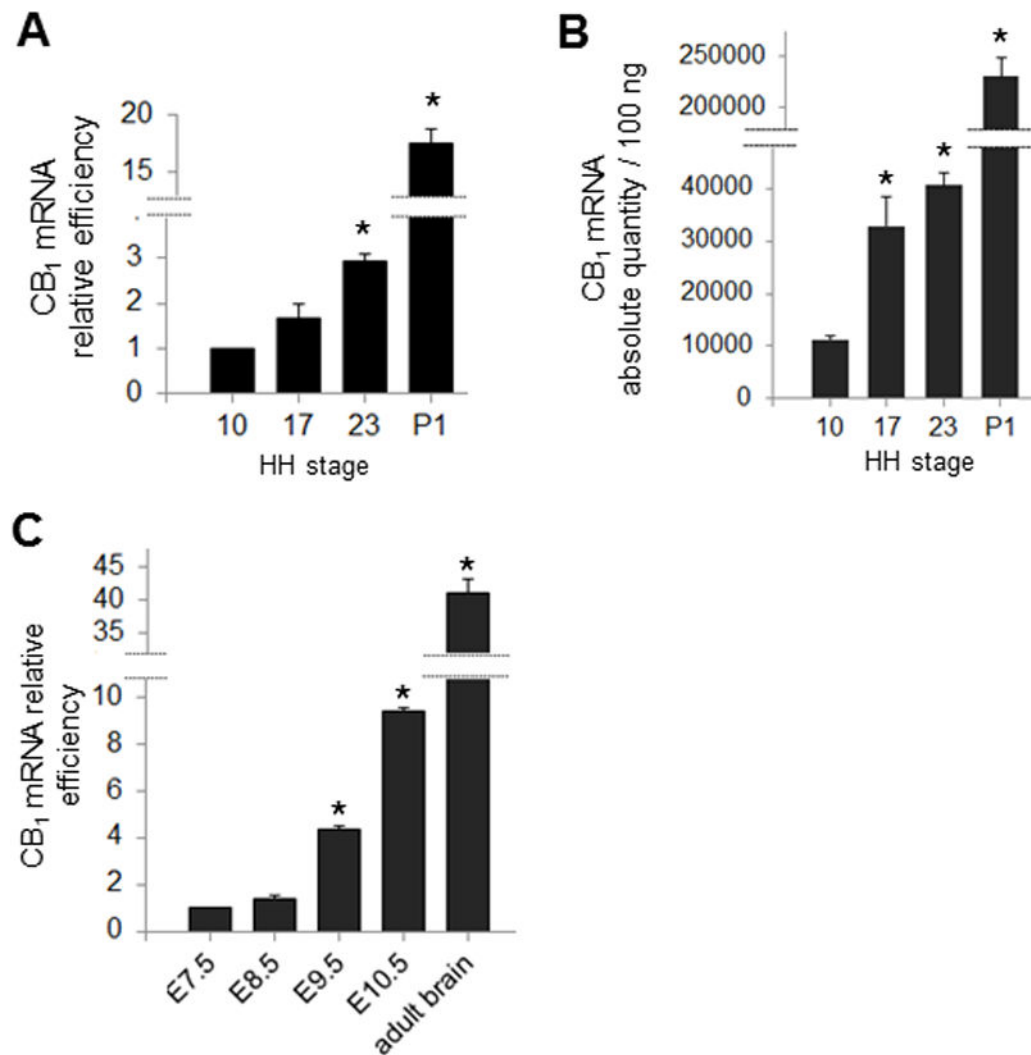 A
CB₁ mRNA
relative efficiency
20
15
3
2
1
0
*
*
10 17 23 P1
HH stage
B
CB₁ mRNA
absolute quantity / 100 ng
250000
200000
40000
30000
20000
10000
0
*
*
*
10 17 23 P1
HH stage
C
CB₁ mRNA relative
efficiency
45
40
35
10
8
6
4
2
0
*
*
*
E7.5 E8.5 E9.5 E10.5 adult brain